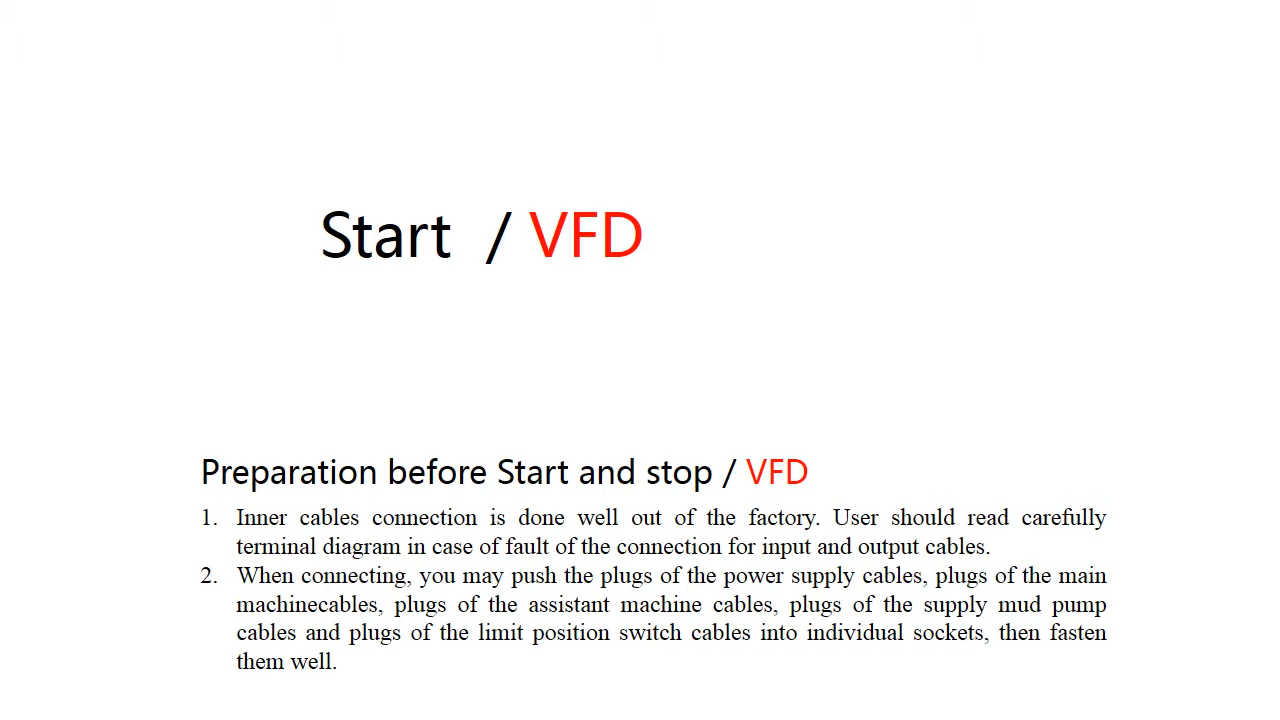 Start / VFD
Preparation before Start and stop / VFD
1. Inner cables connection is done well out of the factory. User should read carefully
terminal diagram in case of fault of the connection for input and output cables.
2. When connecting, you may push the plugs of the power supply cables, plugs of the main
machinecables, plugs of the assistant machine cables, plugs of the supply mud pump
cables and plugs of the limit position switch cables into individual sockets, then fasten
them well.